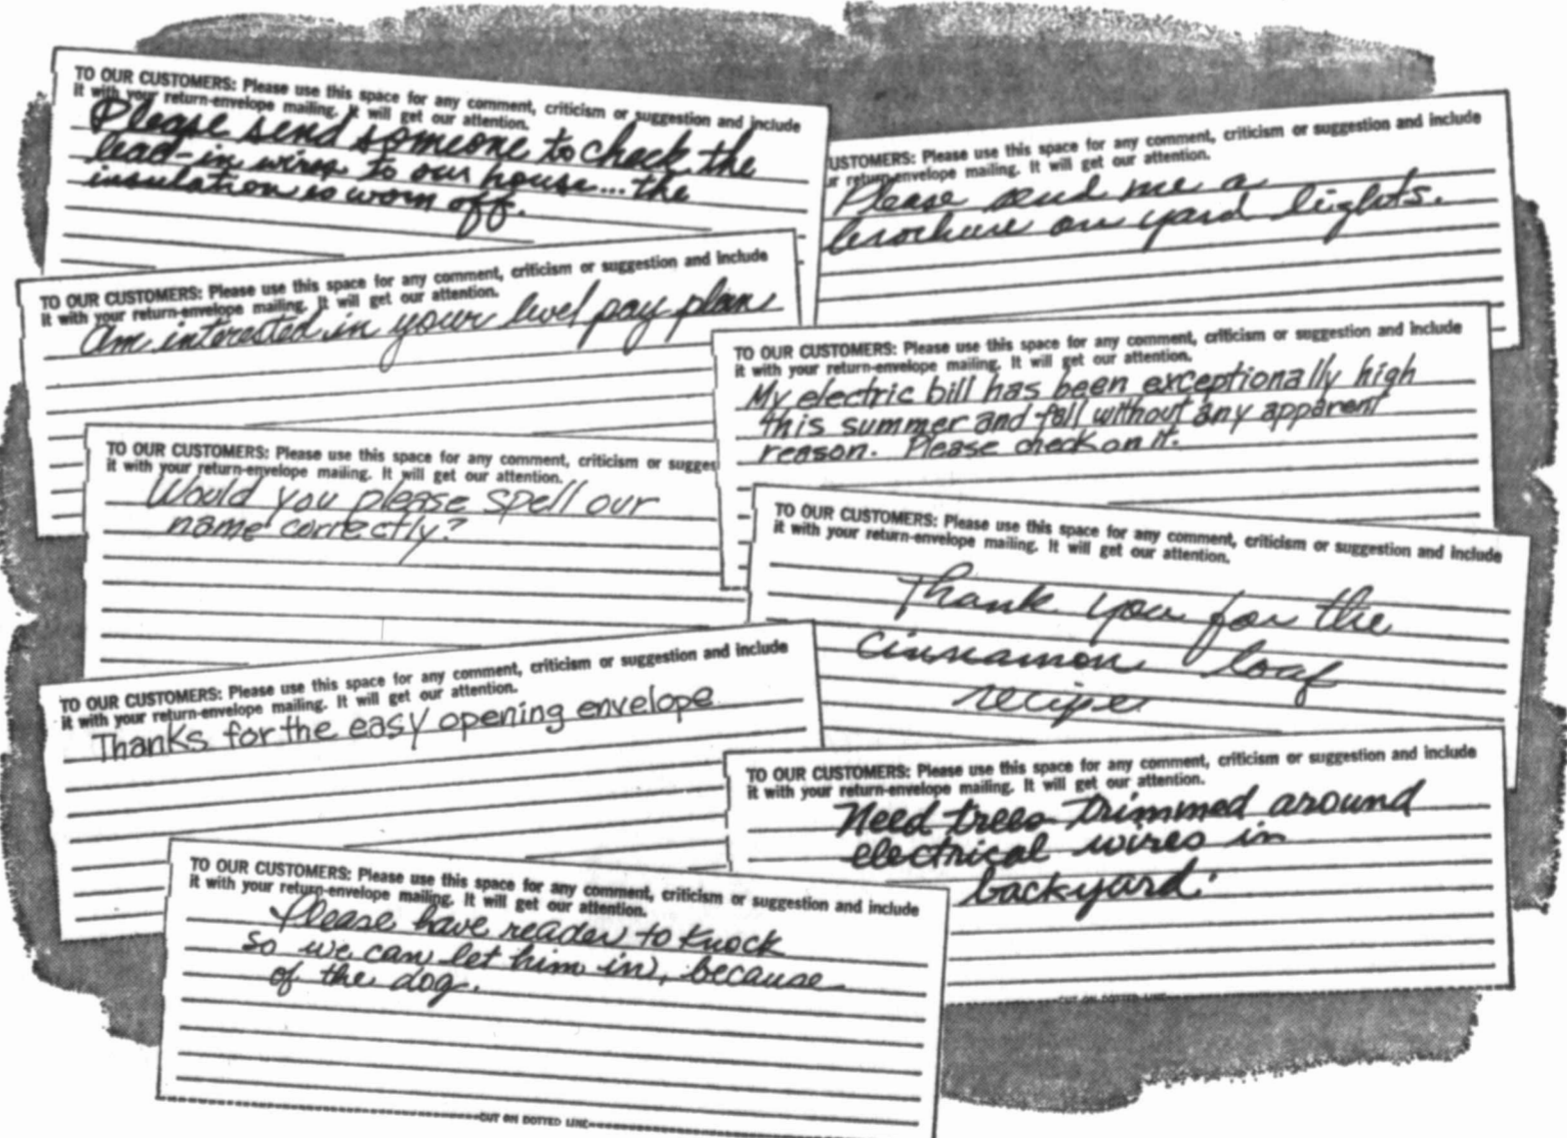 TO OUR CUSTOMERS: Please use this space for any comment, criticism or suggestion and include
it with your return-envelope mailing. It will get our attention.
Please send someone to check the
lead-in wires to our house... the
insulation is worn off.
USTOMERS: Please use this space for any comment, criticism or suggestion and include
ur return-envelope mailing. It will get our attention.
Please send me a
brochure on yard lights.
TO OUR CUSTOMERS: Please use this space for any comment, criticism or suggestion and include
it with your return-envelope mailing. It will get our attention.
Am interested in your level pay plan
TO OUR CUSTOMERS: Please use this space for any comment, criticism or suggestion and include
it with your return-envelope mailing. It will get our attention.
My electric bill has been exceptionally high
this summer and fall without any apparent
reason. Please check on it.
TO OUR CUSTOMERS: Please use this space for any comment, criticism or sugges
it with your return-envelope mailing. It will get our attention.
Would you please spell our
name correctly?
TO OUR CUSTOMERS: Please use this space for any comment, criticism or suggestion and include
it with your return-envelope mailing. It will get our attention.
Thank you for the
cinnamon loaf
recipe
TO OUR CUSTOMERS: Please use this space for any comment, criticism or suggestion and include
it with your return-envelope mailing. It will get our attention.
Thanks for the easy opening envelope
TO OUR CUSTOMERS: Please use this space for any comment, criticism or suggestion and include
it with your return-envelope mailing. It will get our attention.
Need trees trimmed around
electrical wires in
backyard.
CUT ON DOTTED LINE
TO OUR CUSTOMERS: Please use this space for any comment, criticism or suggestion and include
it with your return-envelope mailing. It will get our attention.
Please have reader to knock
so we can let him in, because
of the dog.
CUT ON DOTTED LINE